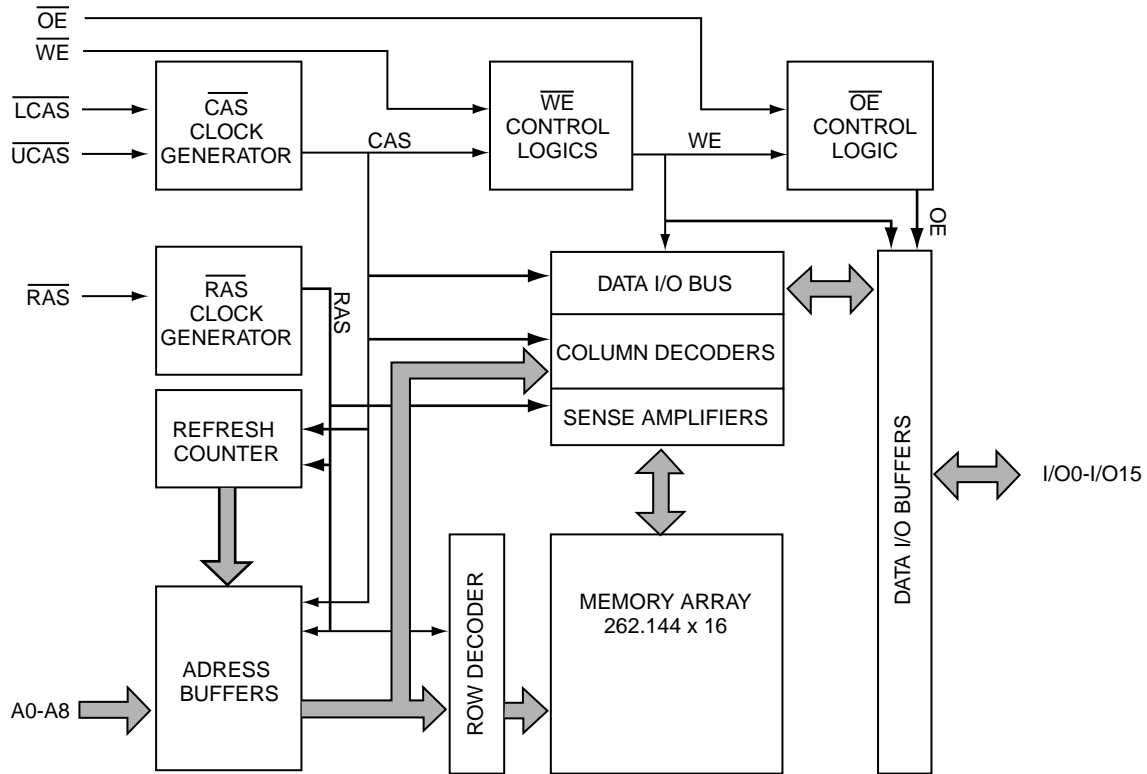 OE
WE
LCAS
UCAS
CAS
CLOCK
GENERATOR
CAS
WE
CONTROL
LOGICS
WE
OE
CONTROL
LOGIC
OE
RAS
RAS
CLOCK
GENERATOR
RAS
DATA I/O BUS
COLUMN DECODERS
SENSE AMPLIFIERS
REFRESH
COUNTER
DATA I/O BUFFERS
I/O0-I/O15
ADRESS
BUFFERS
A0-A8
ROW DECODER
MEMORY ARRAY
262.144 x 16